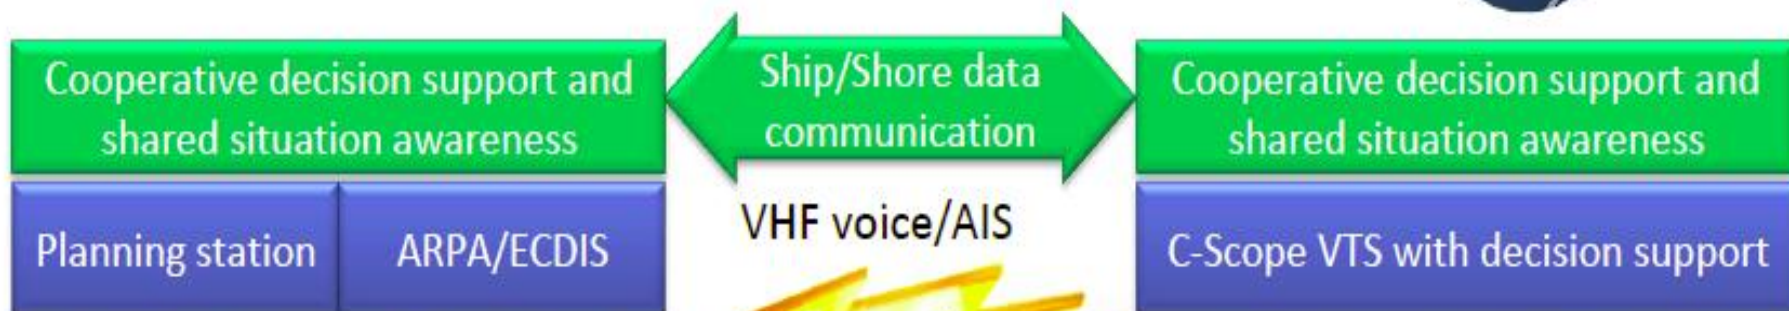 Cooperative decision support and
shared situation awareness
Ship/Shore data
communication
Cooperative decision support and
shared situation awareness
Planning station
ARPA/ECDIS
VHF voice/AIS
C-Scope VTS with decision support